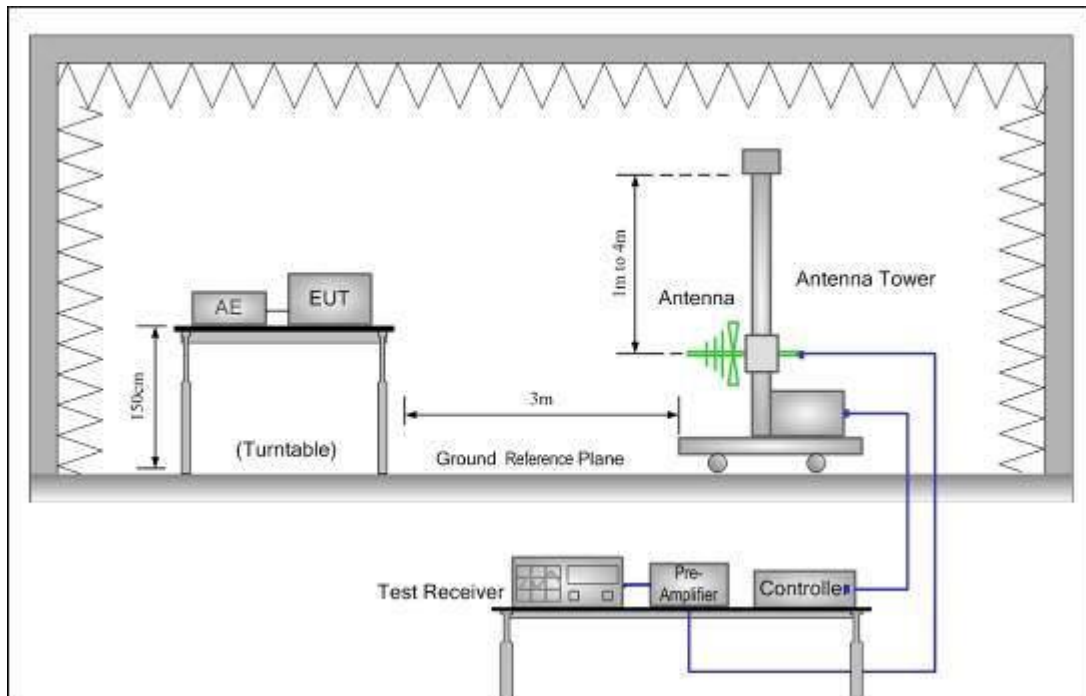 1m to 4m
Antenna
Antenna Tower
AE
EUT
150cm
3m
(Turntable)
Ground Reference Plane
Test Receiver
Pre-
Amplifier
Controller